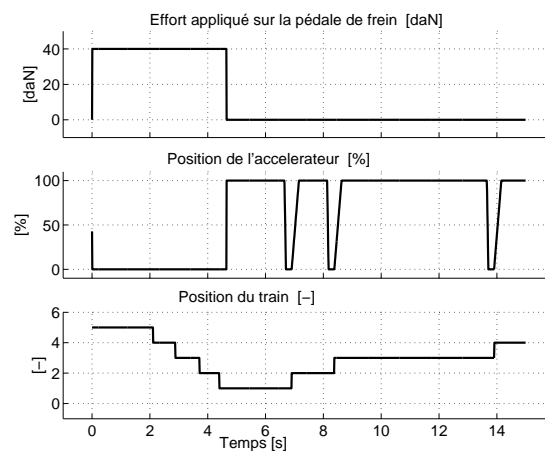 Effort appliqué sur la pédale de frein [daN]
40
20
0
[daN]
Position de l'accelerateur [%]
100
50
0
[%]
Position du train [−]
6
4
2
0
[−]
0 2 4 6 8 10 12 14
Temps [s]